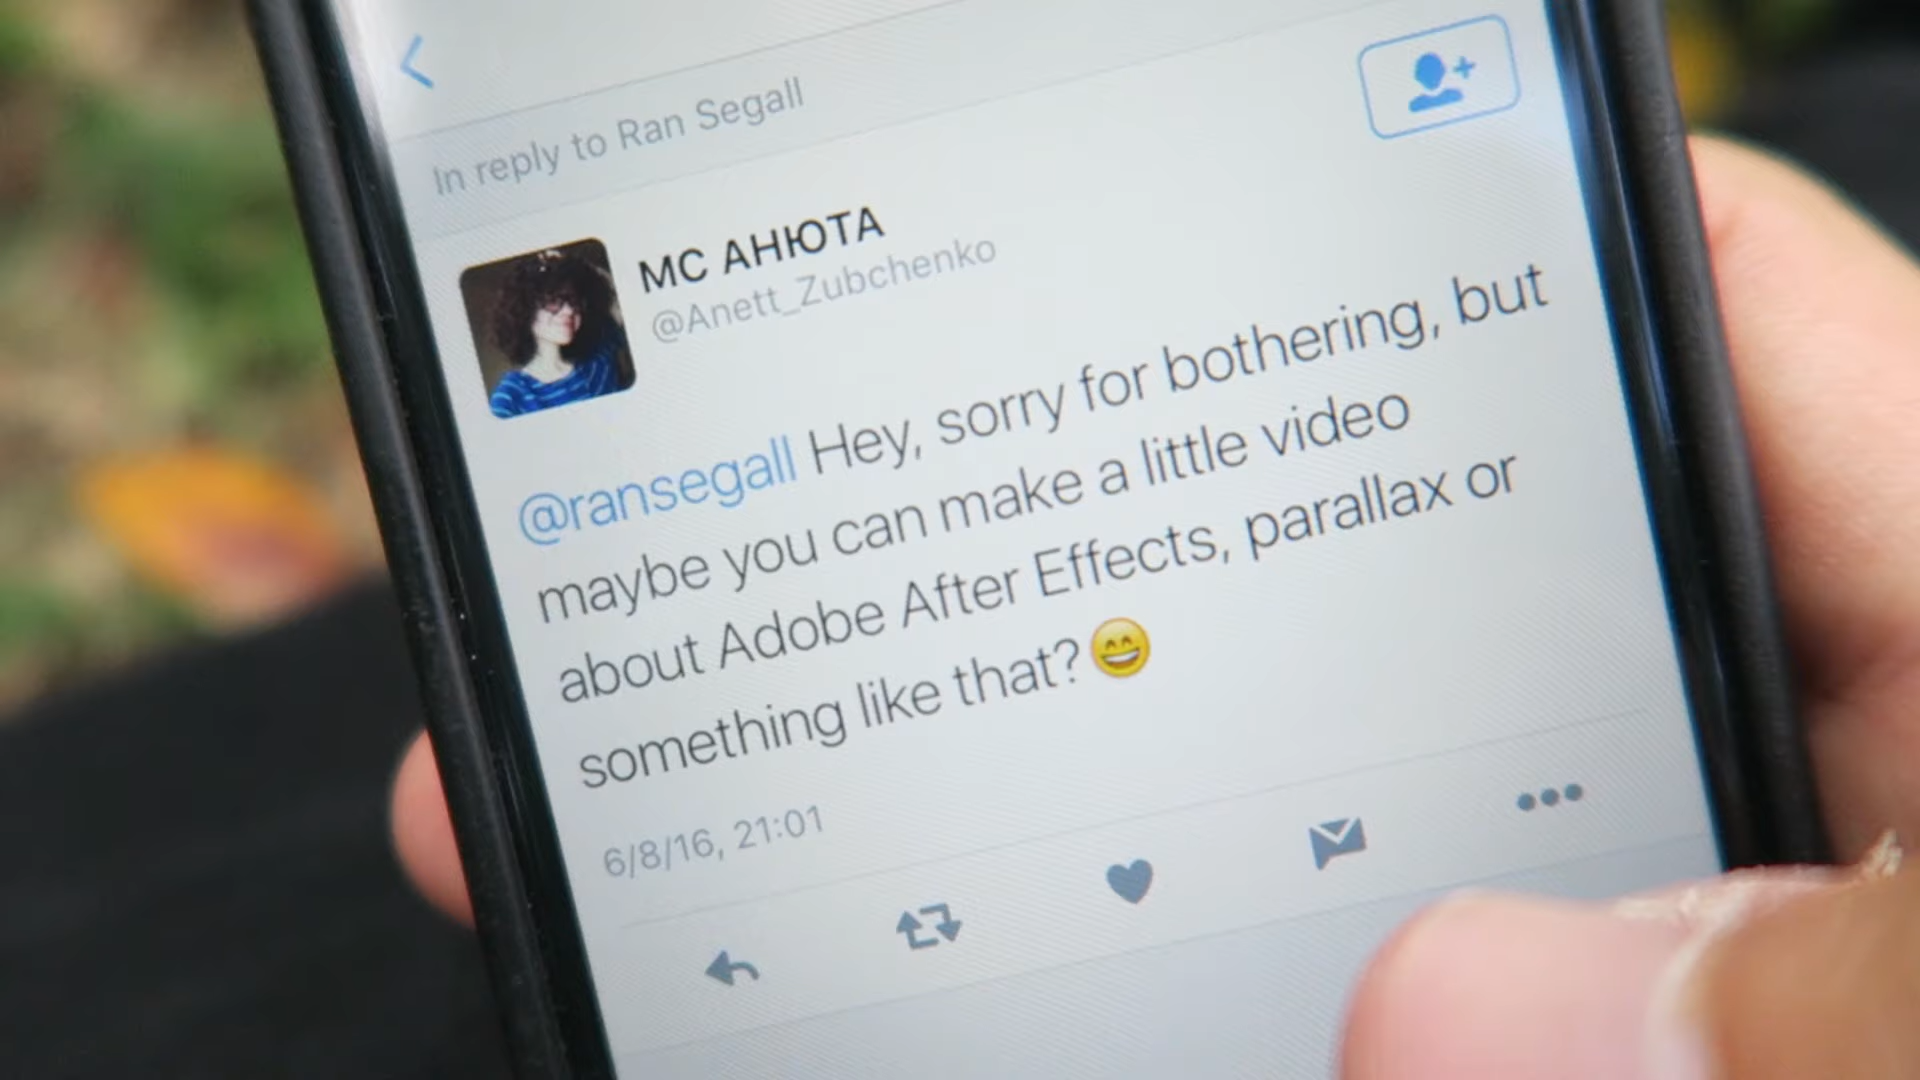 In reply to Ran Segall
МС АНЮТА
@Anett_Zubchenko
@ransegall Hey, sorry for bothering, but
maybe you can make a little video
about Adobe After Effects, parallax or
something like that? 😄
6/8/16, 21:01